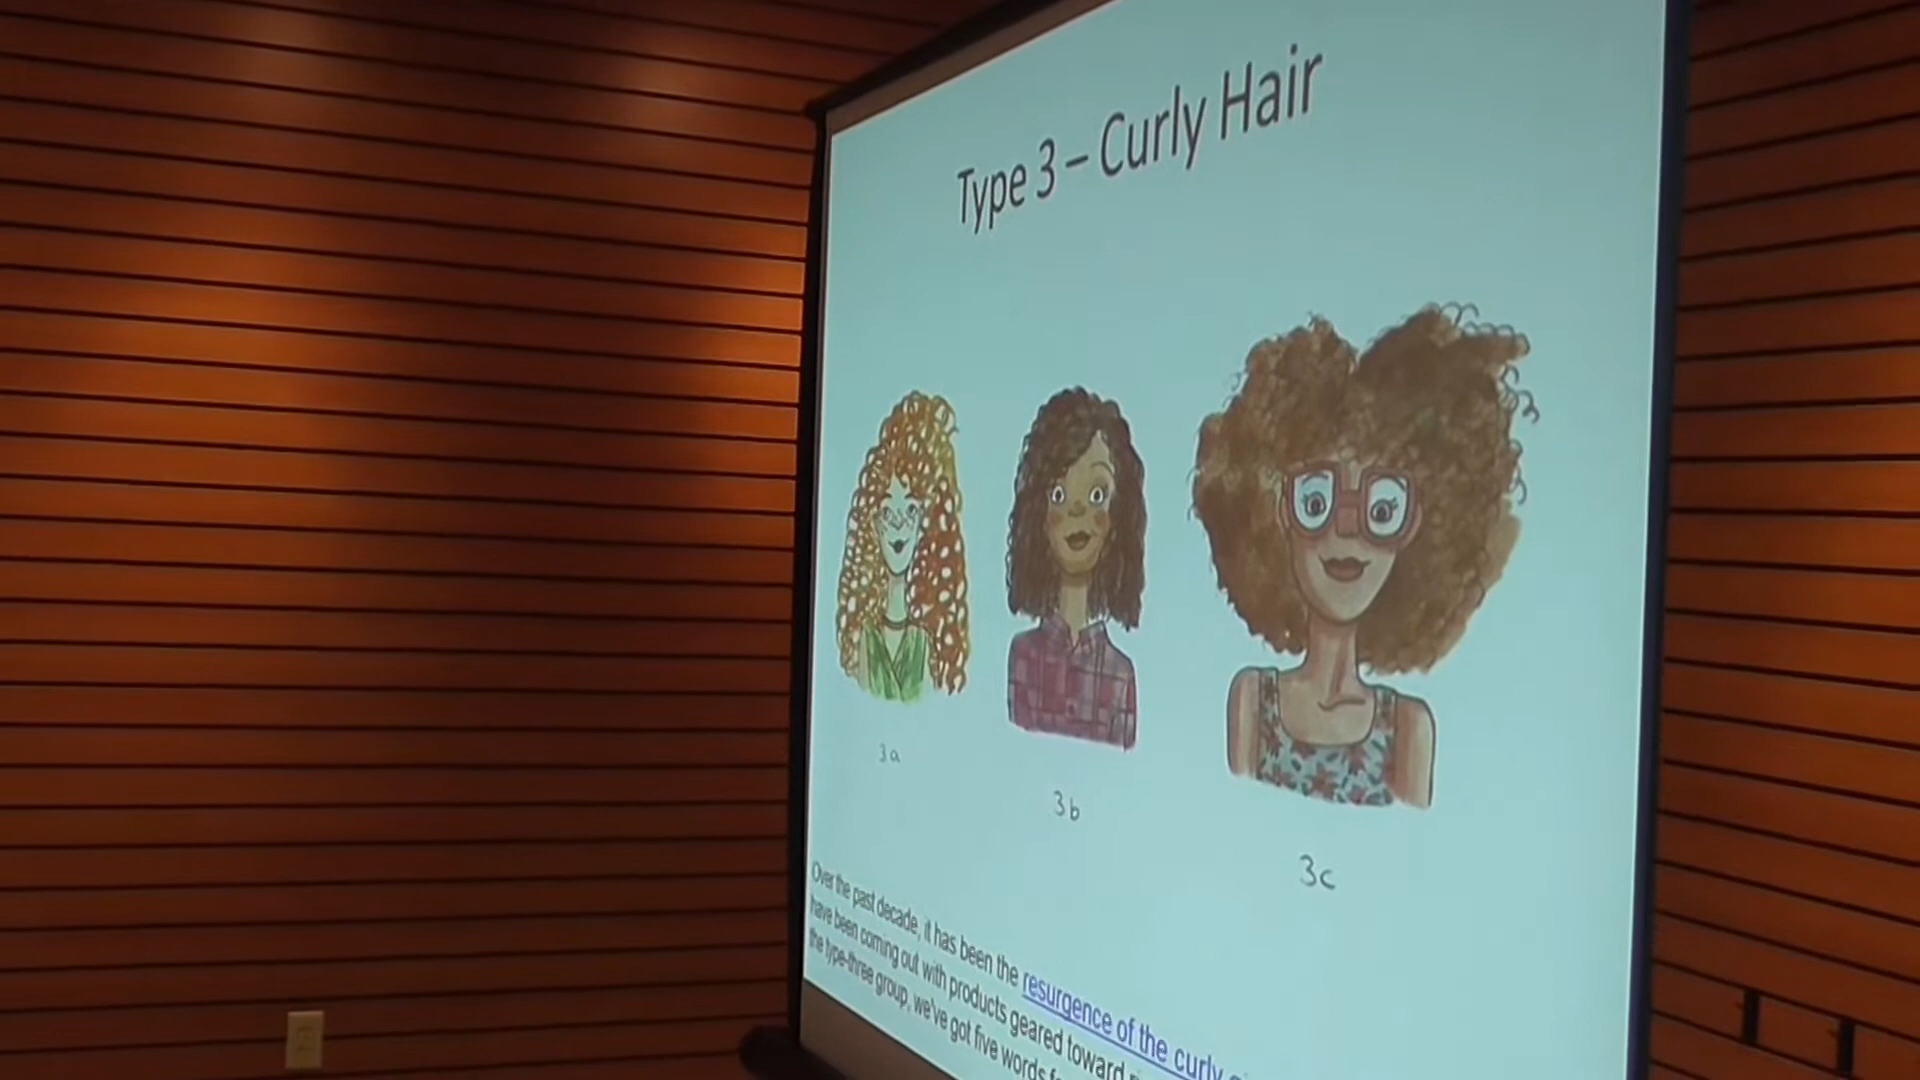 Type 3 – Curly Hair
3a
3b
3c
Over the past decade, it has been the resurgence of the curly
have been coming out with products geared toward
the type-three group, we've got five words